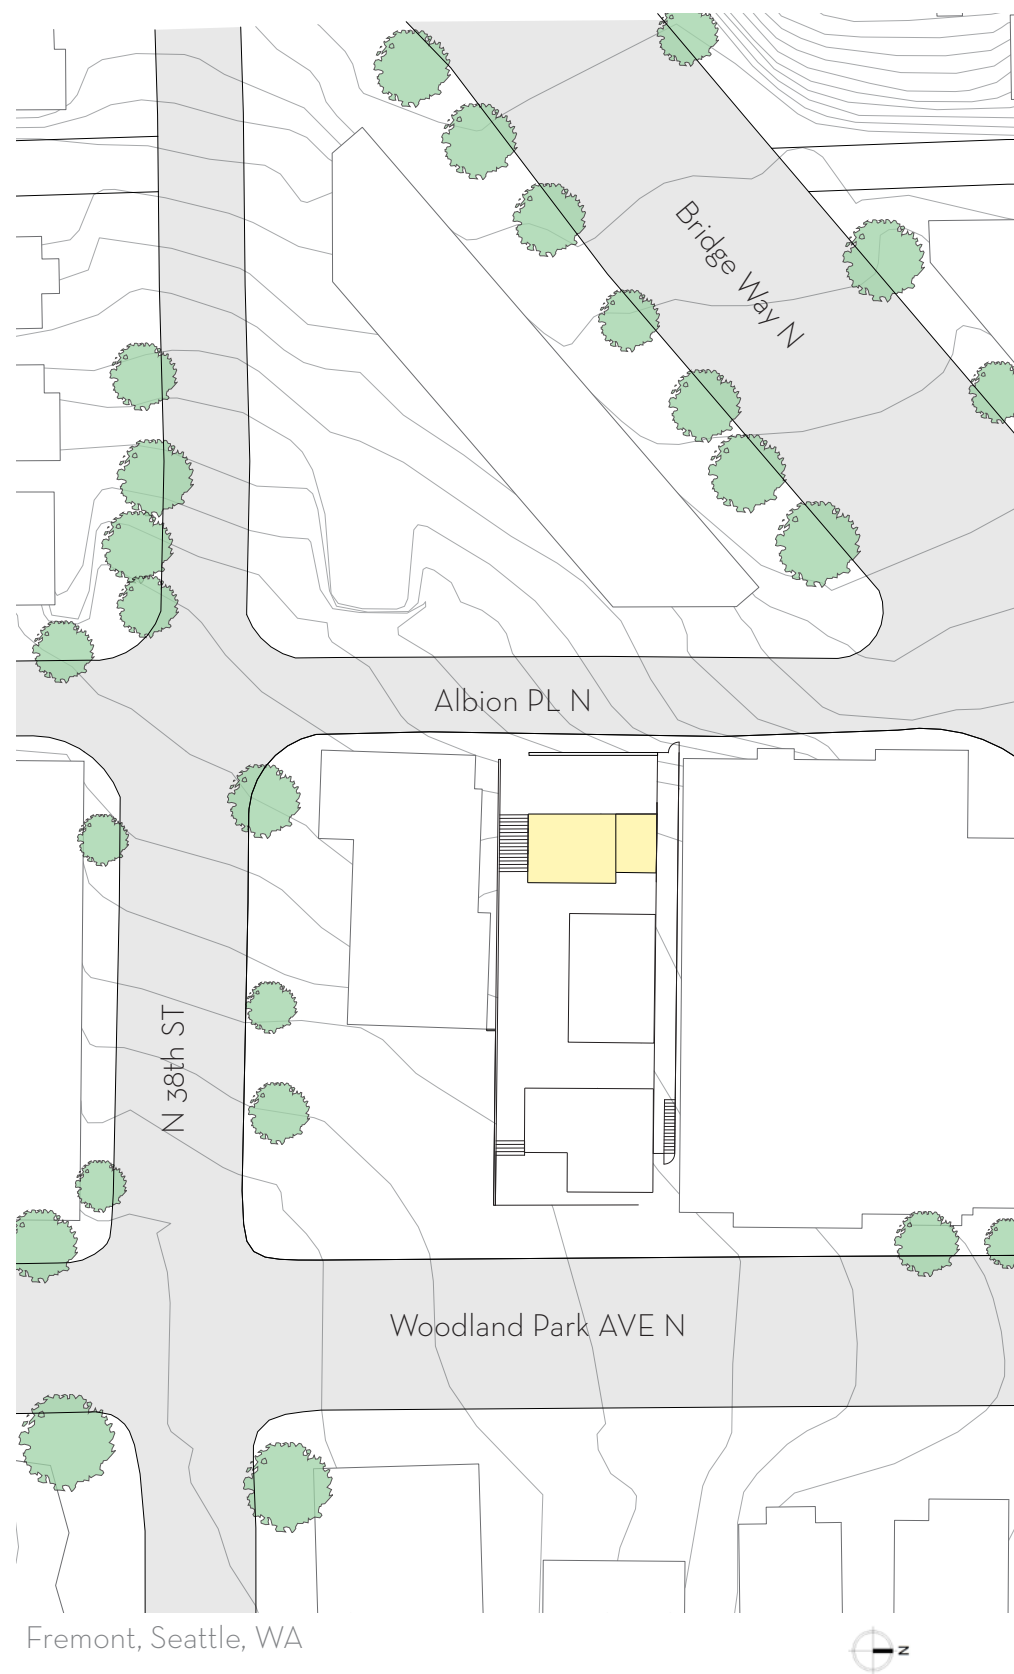 Bridge Way N
Albion PL N
N 38th ST
Woodland Park AVE N
Fremont, Seattle, WA
N